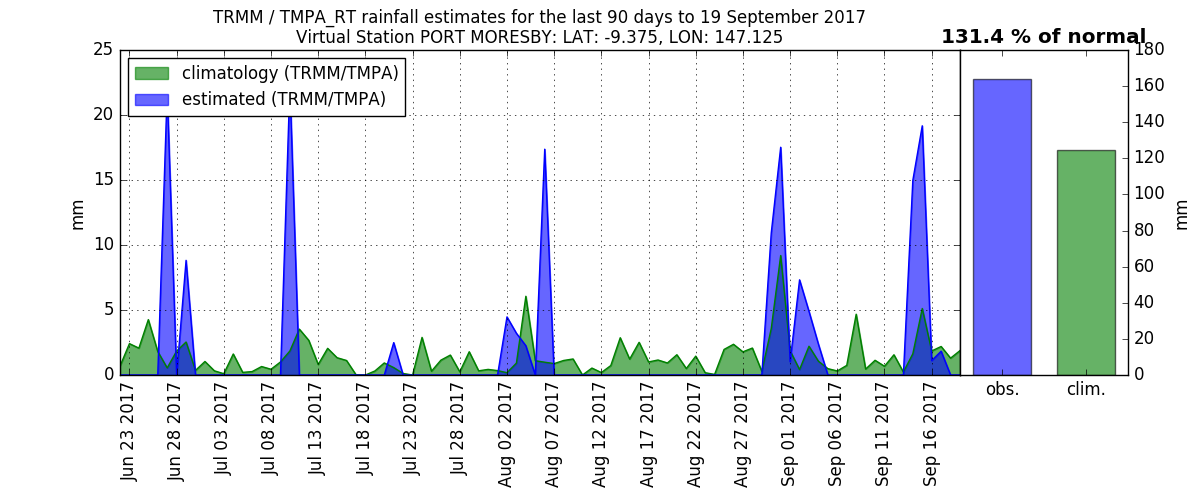 TRMM / TMPA_RT rainfall estimates for the last 90 days to 19 September 2017
Virtual Station PORT MORESBY: LAT: -9.375, LON: 147.125
131.4 % of normal
climatology (TRMM/TMPA)
estimated (TRMM/TMPA)
25
20
15
10
5
0
mm
Jun 23 2017
Jun 28 2017
Jul 03 2017
Jul 08 2017
Jul 13 2017
Jul 18 2017
Jul 23 2017
Jul 28 2017
Aug 02 2017
Aug 07 2017
Aug 12 2017
Aug 17 2017
Aug 22 2017
Aug 27 2017
Sep 01 2017
Sep 06 2017
Sep 11 2017
Sep 16 2017
obs.
clim.
180
160
140
120
100
80
60
40
20
0
mm